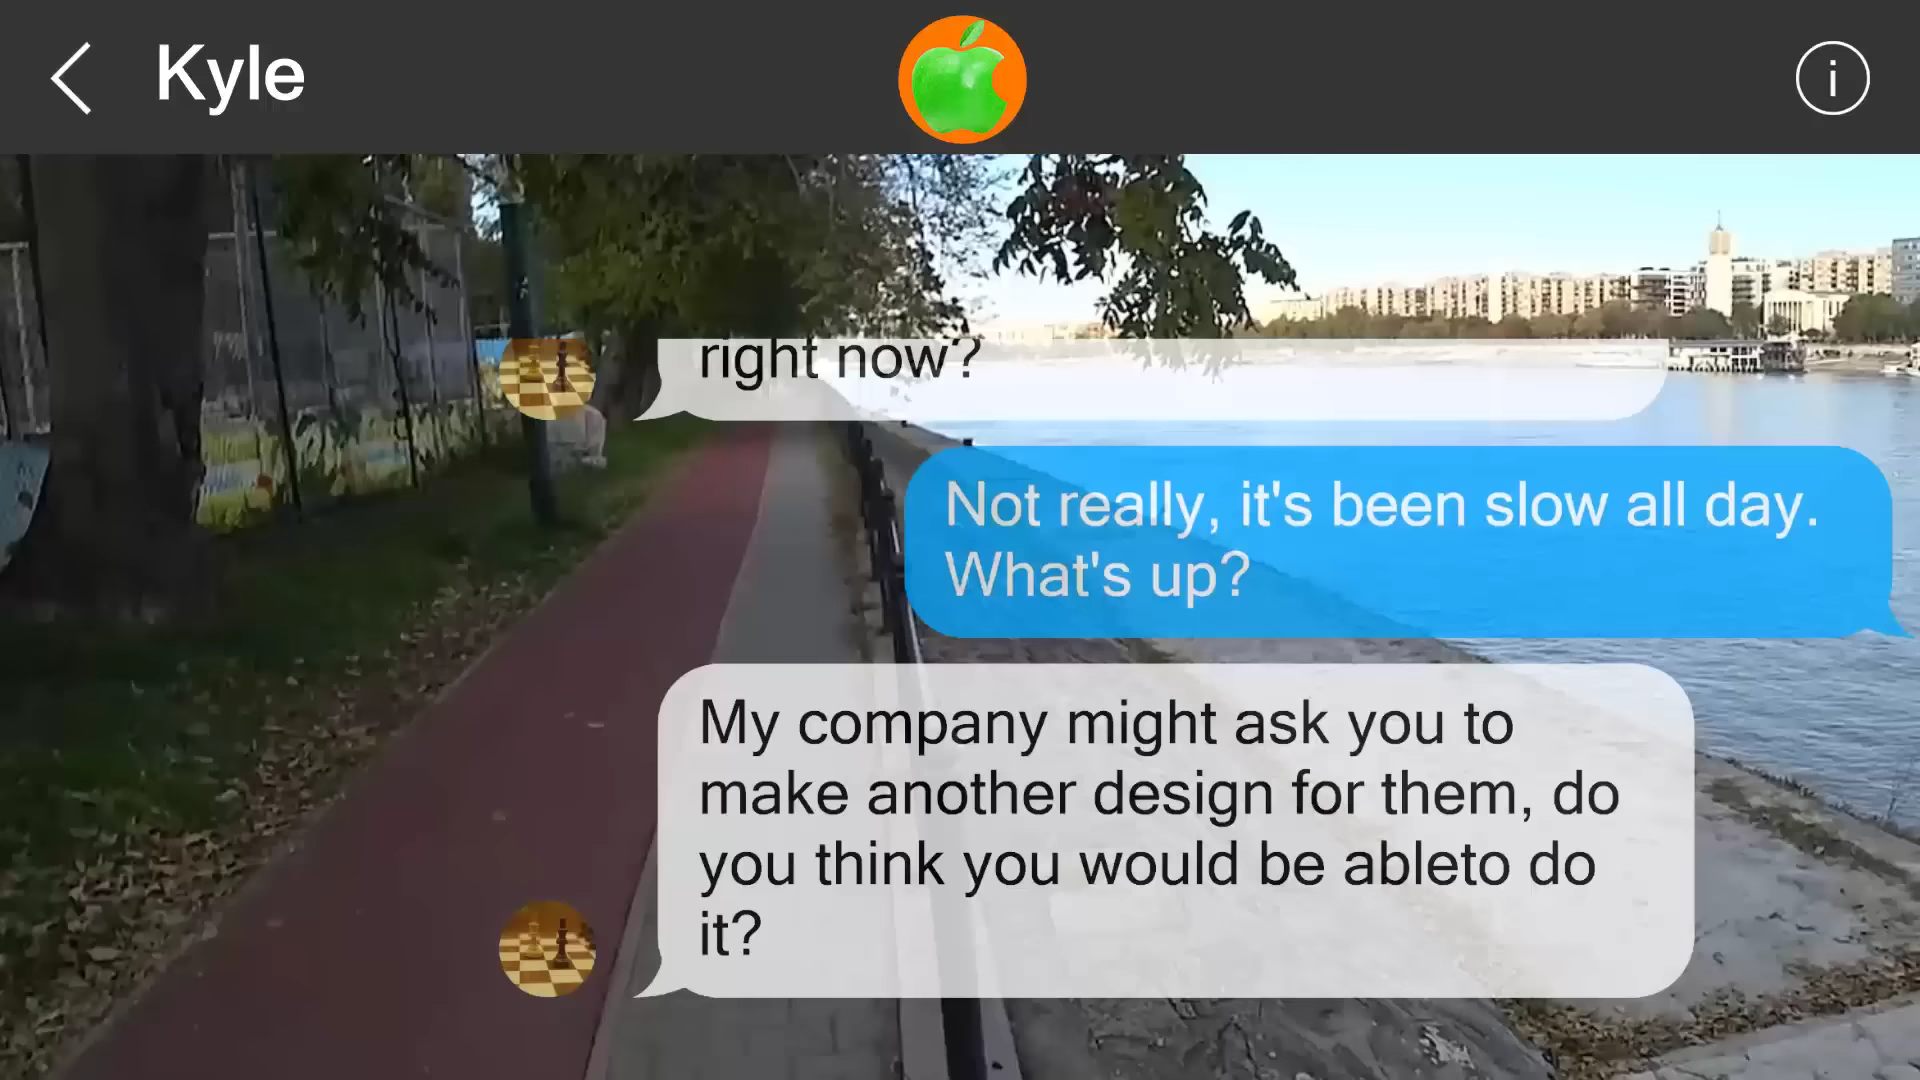 Kyle
right now?
Not really, it's been slow all day.
What's up?
My company might ask you to
make another design for them, do
you think you would be ableto do
it?